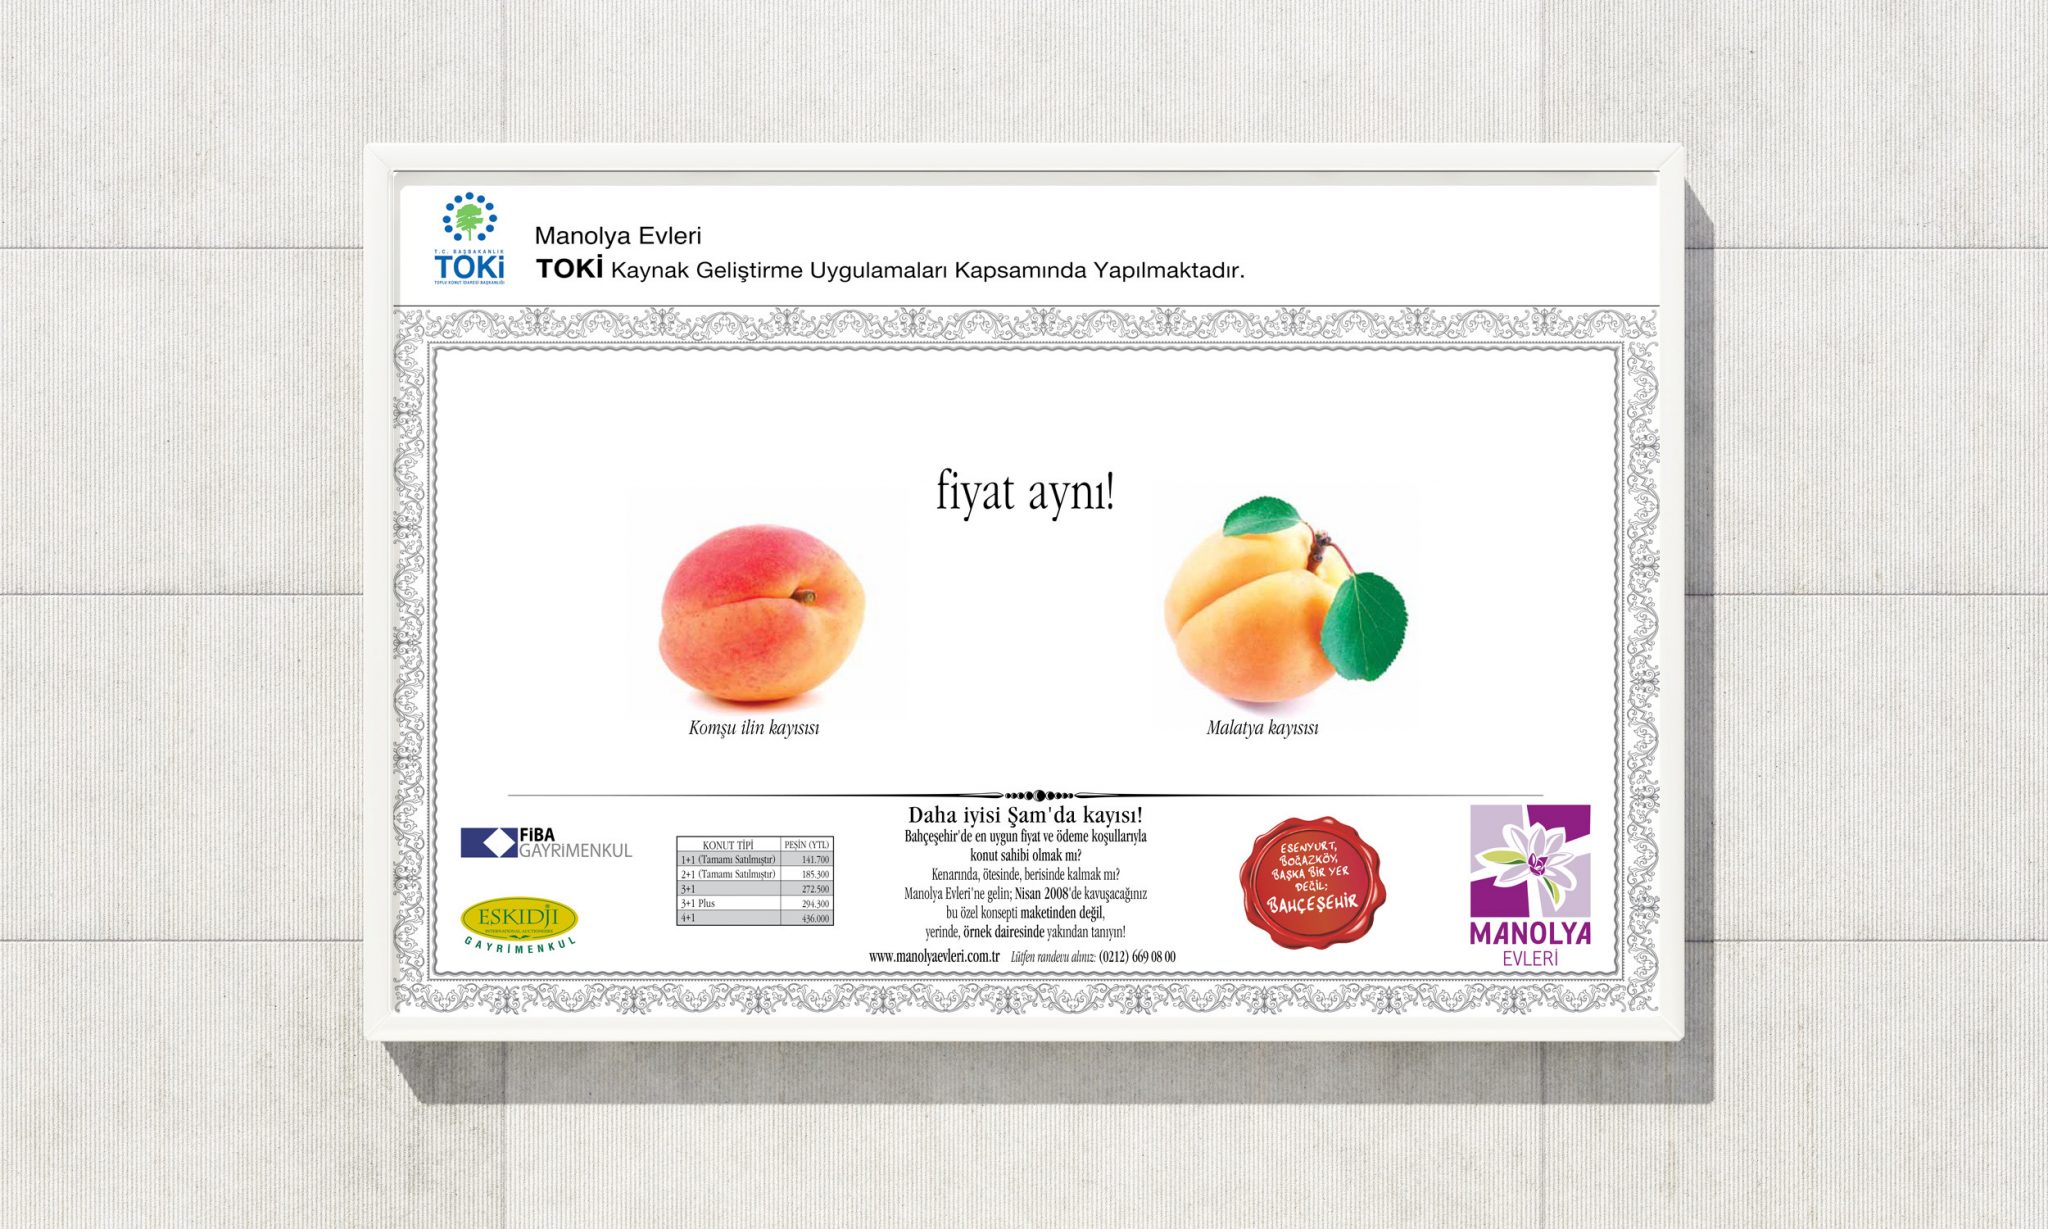 T.C. BAŞBAKANLIK
TOKİ
TOPLU KONUT İDARESİ BAŞKANLIĞI
Manolya Evleri
TOKİ Kaynak Geliştirme Uygulamaları Kapsamında Yapılmaktadır.
fiyat aynı!
Komşu ilin kayısısı
Malatya kayısısı
FİBA
GAYRİMENKUL
ESKIDJI
INTERNATIONAL AUCTIONEERS
GAYRİMENKUL
KONUT TİPİ PEŞİN (YTL)
1+1 (Tamamı Satılmıştır) 141.700
2+1 (Tamamı Satılmıştır) 185.300
3+1 272.500
3+1 Plus 294.300
4+1 436.000
Daha iyisi Şam'da kayısı!
Bahçeşehir'de en uygun fiyat ve ödeme koşullarıyla
konut sahibi olmak mı?
Kenarında, ötesinde, berisinde kalmak mı?
Manolya Evleri'ne gelin; Nisan 2008'de kavuşacağınız
bu özel konsepti maketinden değil,
yerinde, örnek dairesinde yakından tanıyın!
www.manolyaevleri.com.tr Lütfen randevu alınız: (0212) 669 08 00
ESENYURT,
BOĞAZKÖY,
BAŞKA BİR YER
DEĞİL;
BAHÇEŞEHİR
MANOLYA
EVLERİ